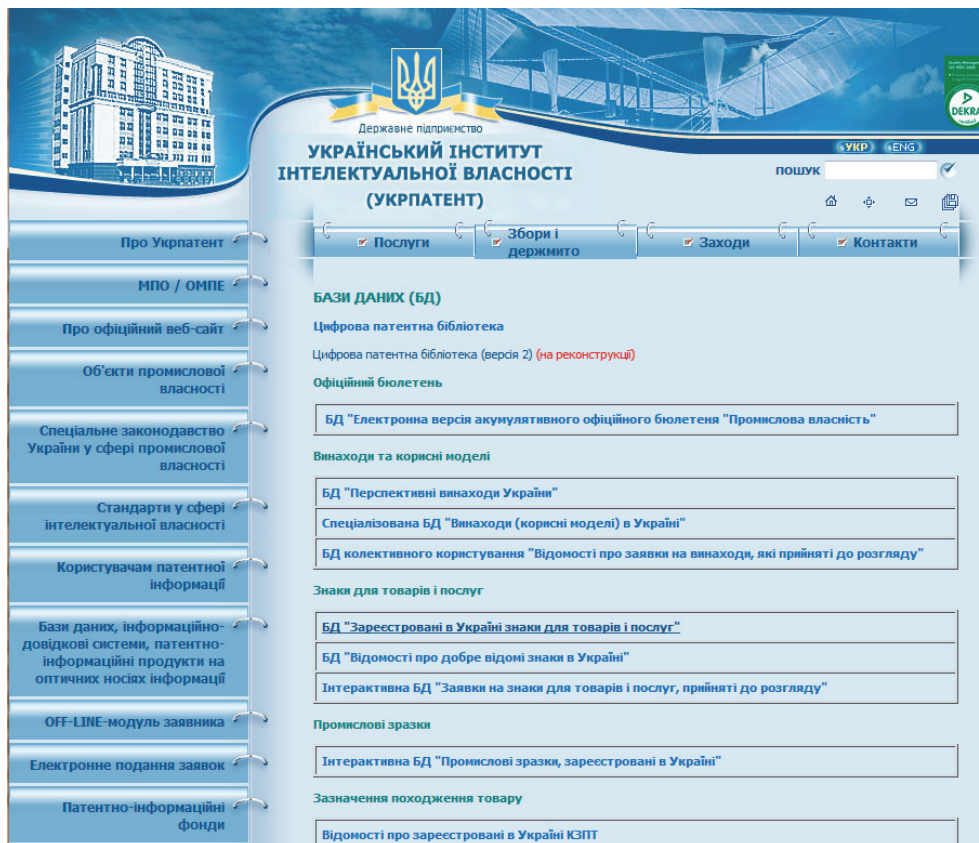 DEKRA
Державне підприємство
УКРАЇНСЬКИЙ ІНСТИТУТ
ІНТЕЛЕКТУАЛЬНОЇ ВЛАСНОСТІ
(УКРПАТЕНТ)
УКР ENG
ПОШУК
Послуги
Збори і
держмито
Заходи
Контакти
Про Укрпатент
МПО / ОМПЕ
Про офіційний веб-сайт
Об'єкти промислової
власності
Спеціальне законодавство
України у сфері промислової
власності
Стандарти у сфері
інтелектуальної власності
Користувачам патентної
інформації
Бази даних, інформаційно-
довідкові системи, патентно-
інформаційні продукти на
оптичних носіях інформації
OFF-LINE-модуль заявника
Електронне подання заявок
Патентно-інформаційні
фонди
БАЗИ ДАНИХ (БД)
Цифрова патентна бібліотека
Цифрова патентна бібліотека (версія 2) (на реконструкції)
Офіційний бюлетень
БД "Електронна версія акумулятивного офіційного бюлетеня "Промислова власність"
Винаходи та корисні моделі
БД "Перспективні винаходи України"
Спеціалізована БД "Винаходи (корисні моделі) в Україні"
БД колективного користування "Відомості про заявки на винаходи, які прийняті до розгляду"
Знаки для товарів і послуг
БД "Зареєстровані в Україні знаки для товарів і послуг"
БД "Відомості про добре відомі знаки в Україні"
Інтерактивна БД "Заявки на знаки для товарів і послуг, прийняті до розгляду"
Промислові зразки
Інтерактивна БД "Промислові зразки, зареєстровані в Україні"
Зазначення походження товару
Відомості про зареєстровані в Україні КЗПТ